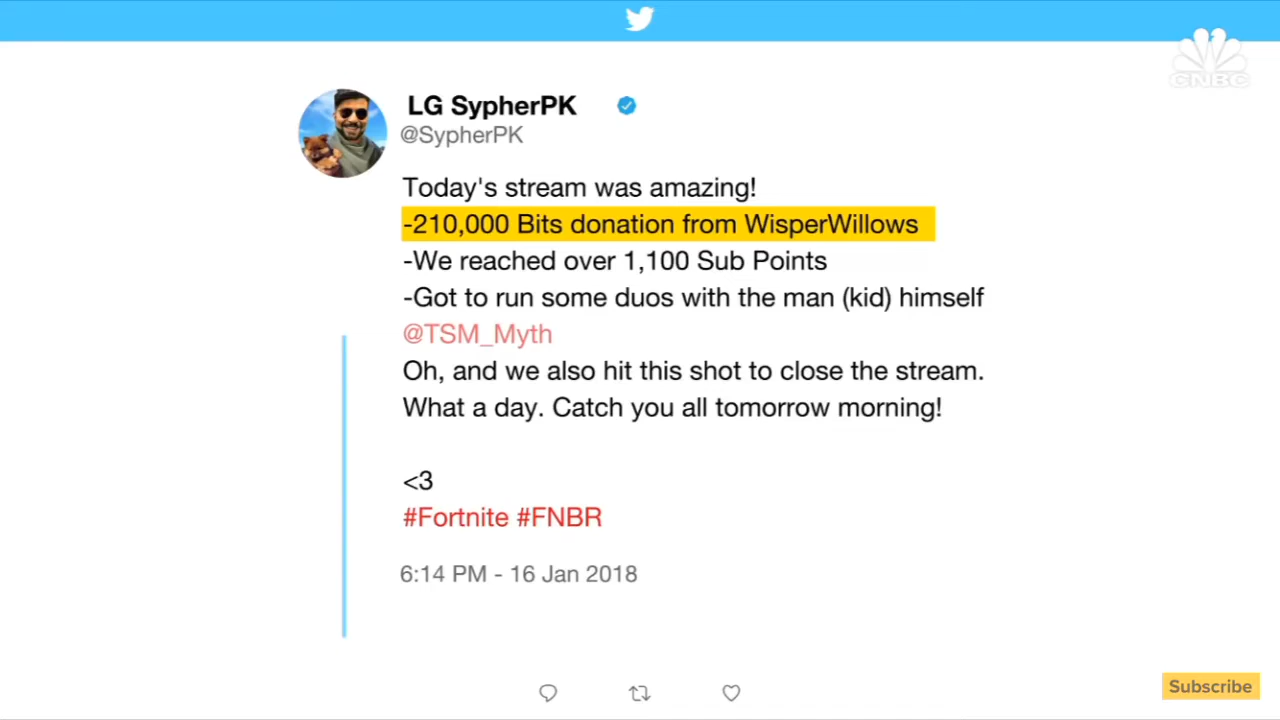 CNBC
LG SypherPK
@SypherPK
Today's stream was amazing!
-210,000 Bits donation from WisperWillows
-We reached over 1,100 Sub Points
-Got to run some duos with the man (kid) himself
@TSM_Myth
Oh, and we also hit this shot to close the stream.
What a day. Catch you all tomorrow morning!
<3
#Fortnite #FNBR
6:14 PM - 16 Jan 2018
Subscribe